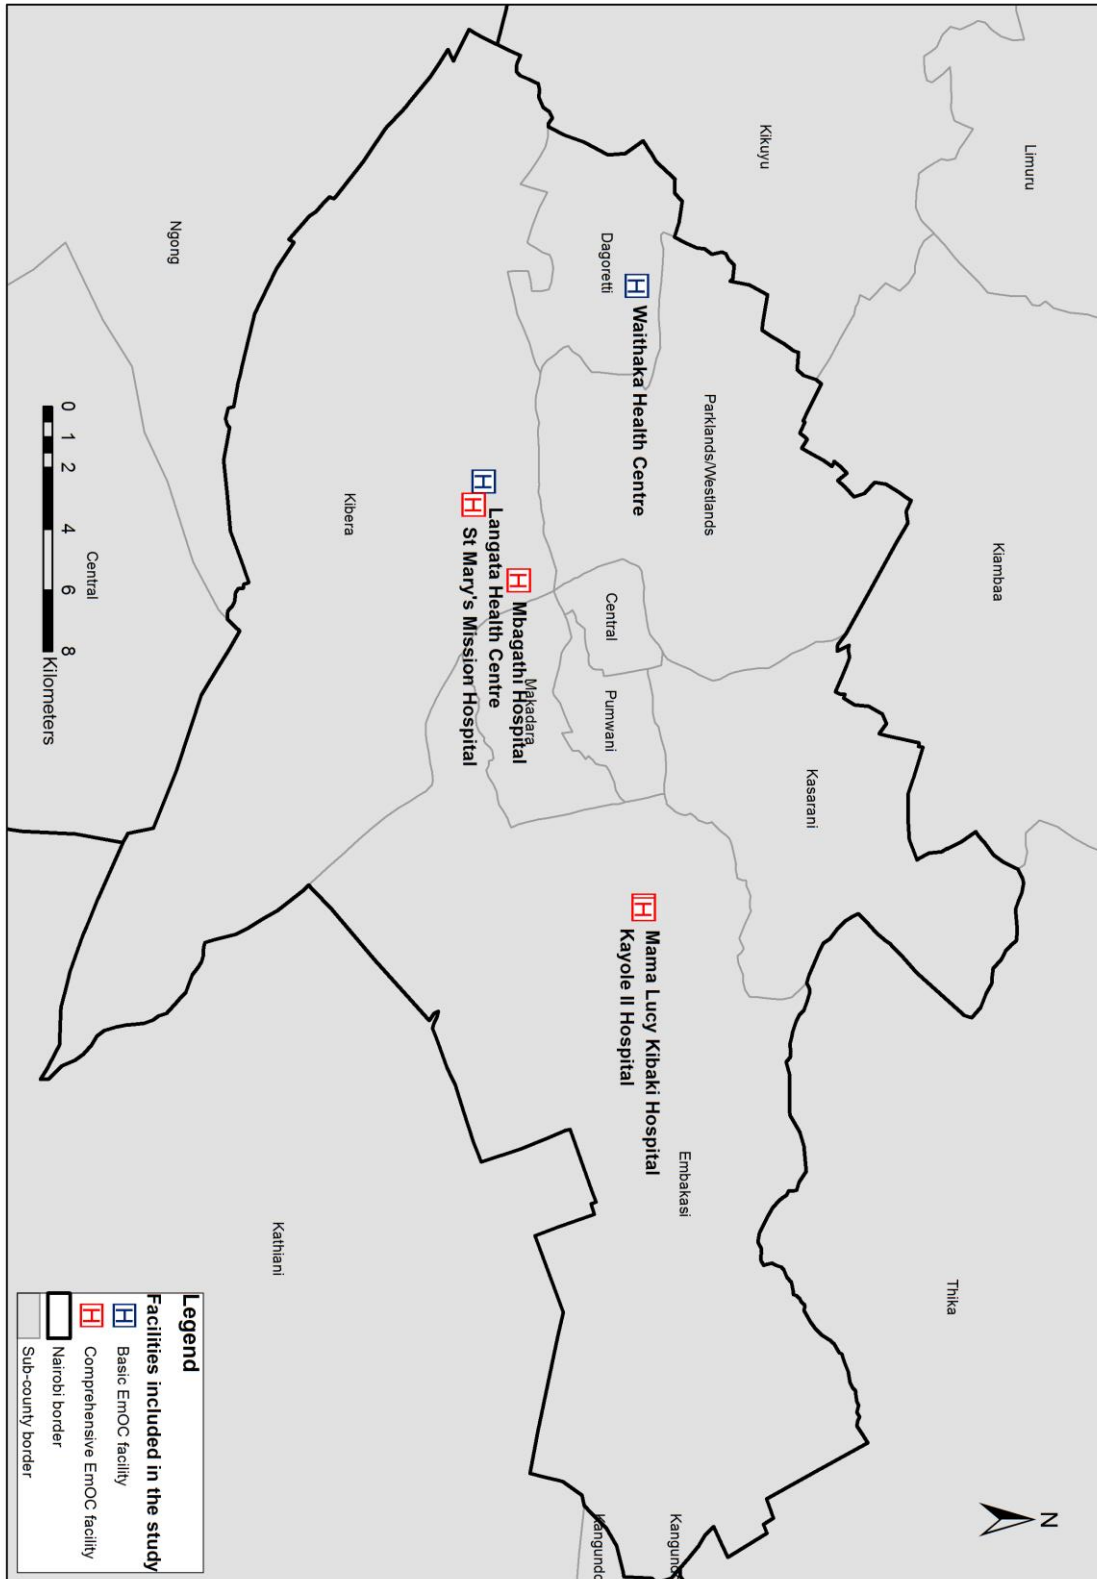 N
Limuru
Kiambaa
Thika
Kasarani
Kikuyu
Parklands/Westlands
Embakasi
Kangund
H Mama Lucy Kibaki Hospital
H Waithaka Health Centre
Kayole II Hospital
Central
Pumwani
Dagoretti
Kangundo
Makadara
H Mbagathi Hospital
H Langata Health Centre
H St Mary's Mission Hospital
Kibera
Kathiani
Ngong
Central
0 1 2 4 6 8
Kilometers
Legend
Facilities included in the study
H Basic EmOC facility
H Comprehensive EmOC facility
Nairobi border
Sub-county border